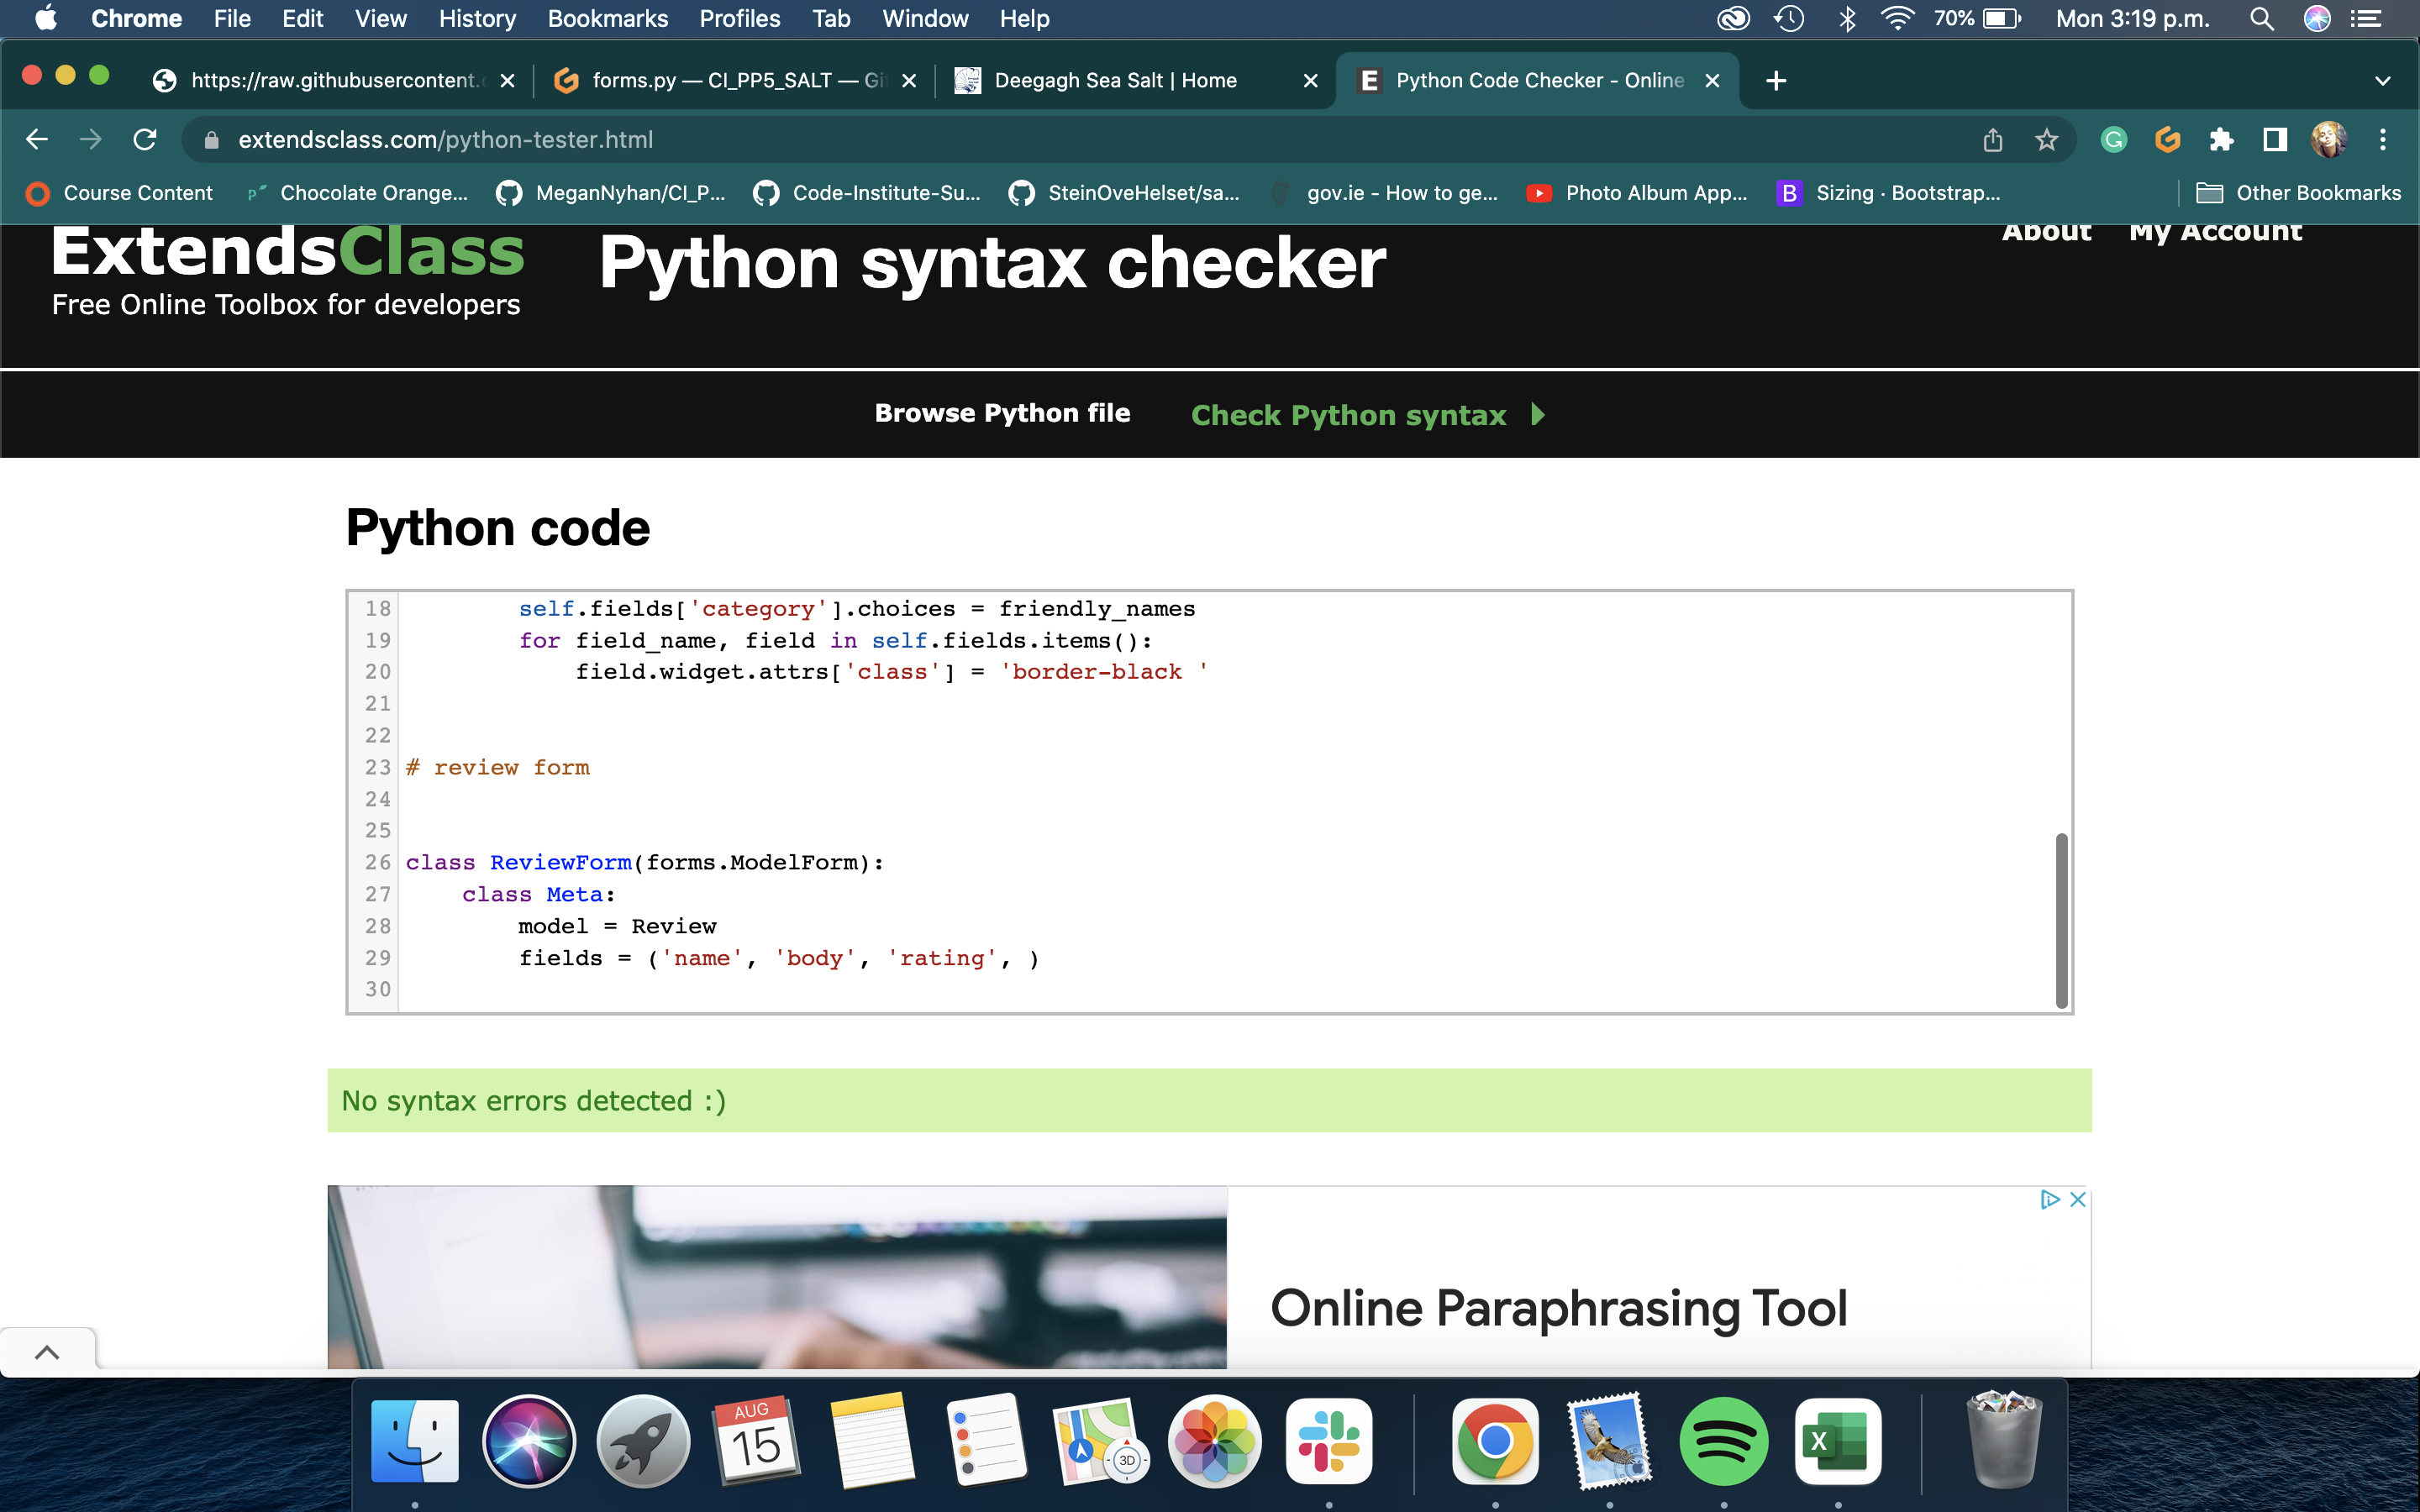 Chrome File Edit View History Bookmarks Profiles Tab Window Help 70% Mon 3:19 p.m.
https://raw.githubusercontent.c forms.py — CI_PP5_SALT — Gi Deegagh Sea Salt | Home E Python Code Checker - Online
extendsclass.com/python-tester.html
Course Content Chocolate Orange... MeganNyhan/CI_P... Code-Institute-Su... SteinOveHelset/sa... gov.ie - How to ge... Photo Album App... B Sizing · Bootstrap... Other Bookmarks
ExtendsClass Python syntax checker About My Account
Free Online Toolbox for developers
Browse Python file Check Python syntax
Python code
18 self.fields['category'].choices = friendly_names
19 for field_name, field in self.fields.items():
20 field.widget.attrs['class'] = 'border-black '
21
22
23 # review form
24
25
26 class ReviewForm(forms.ModelForm):
27 class Meta:
28 model = Review
29 fields = ('name', 'body', 'rating', )
30
No syntax errors detected :)
Online Paraphrasing Tool
AUG
15
3D
X